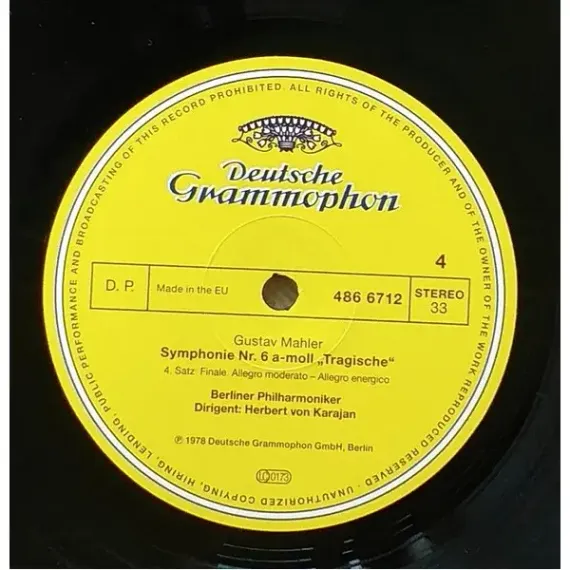 UNAUTHORIZED COPYING, HIRING, LENDING, PUBLIC PERFORMANCE AND BROADCASTING OF THIS RECORD PROHIBITED. ALL RIGHTS OF THE PRODUCER AND OF THE OWNER OF THE WORK REPRODUCED RESERVED ·
Deutsche
Grammophon
4
D. P.
Made in the EU
486 6712
STEREO
33
Gustav Mahler
Symphonie Nr. 6 a-moll „Tragische“
4. Satz: Finale. Allegro moderato – Allegro energico
Berliner Philharmoniker
Dirigent: Herbert von Karajan
℗ 1978 Deutsche Grammophon GmbH, Berlin
LC 0173